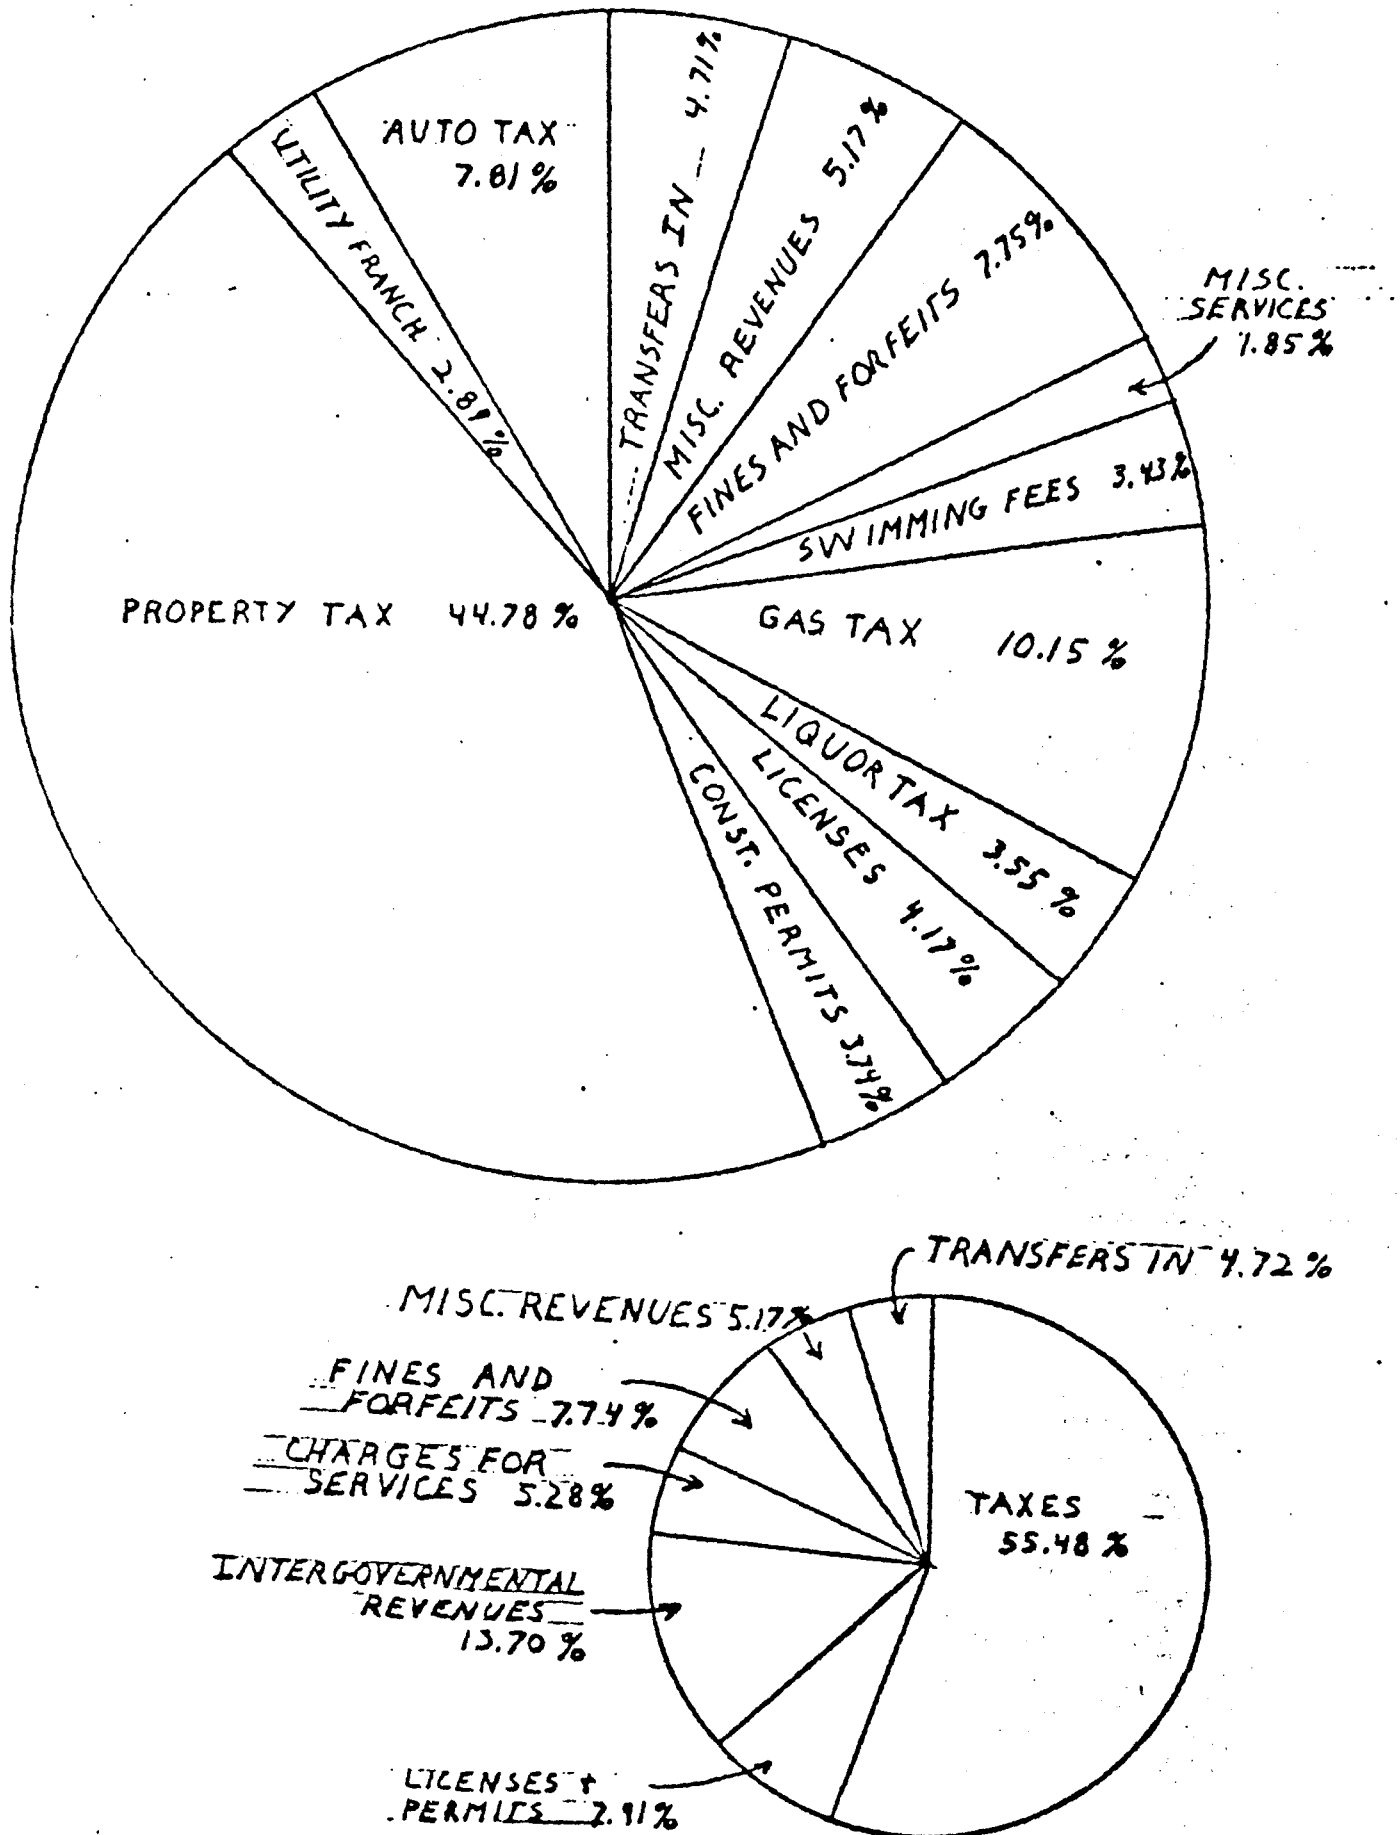 AUTO TAX
7.81%
UTILITY FRANCH. 2.89%
TRANSFERS IN 4.71%
MISC. REVENUES 5.17%
FINES AND FORFEITS 7.75%
MISC.
SERVICES
1.85%
SWIMMING FEES 3.43%
PROPERTY TAX 44.78%
GAS TAX 10.15%
LIQUOR TAX 3.55%
LICENSES 4.17%
CONST. PERMITS 3.74%
TRANSFERS IN 4.72%
MISC. REVENUES 5.17%
FINES AND
FORFEITS 7.74%
CHARGES FOR
SERVICES 5.28%
TAXES
55.48%
INTERGOVERNMENTAL
REVENUES
13.70%
LICENSES +
PERMITS 7.91%